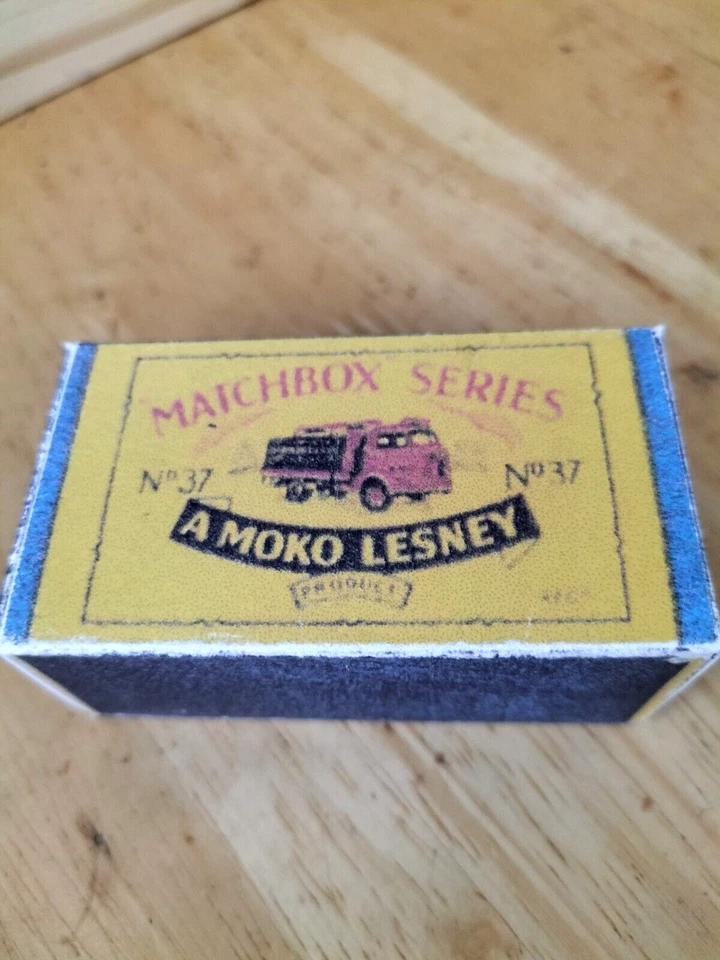 MATCHBOX SERIES
Nº37
Nº37
A MOKO LESNEY
PRODUCT